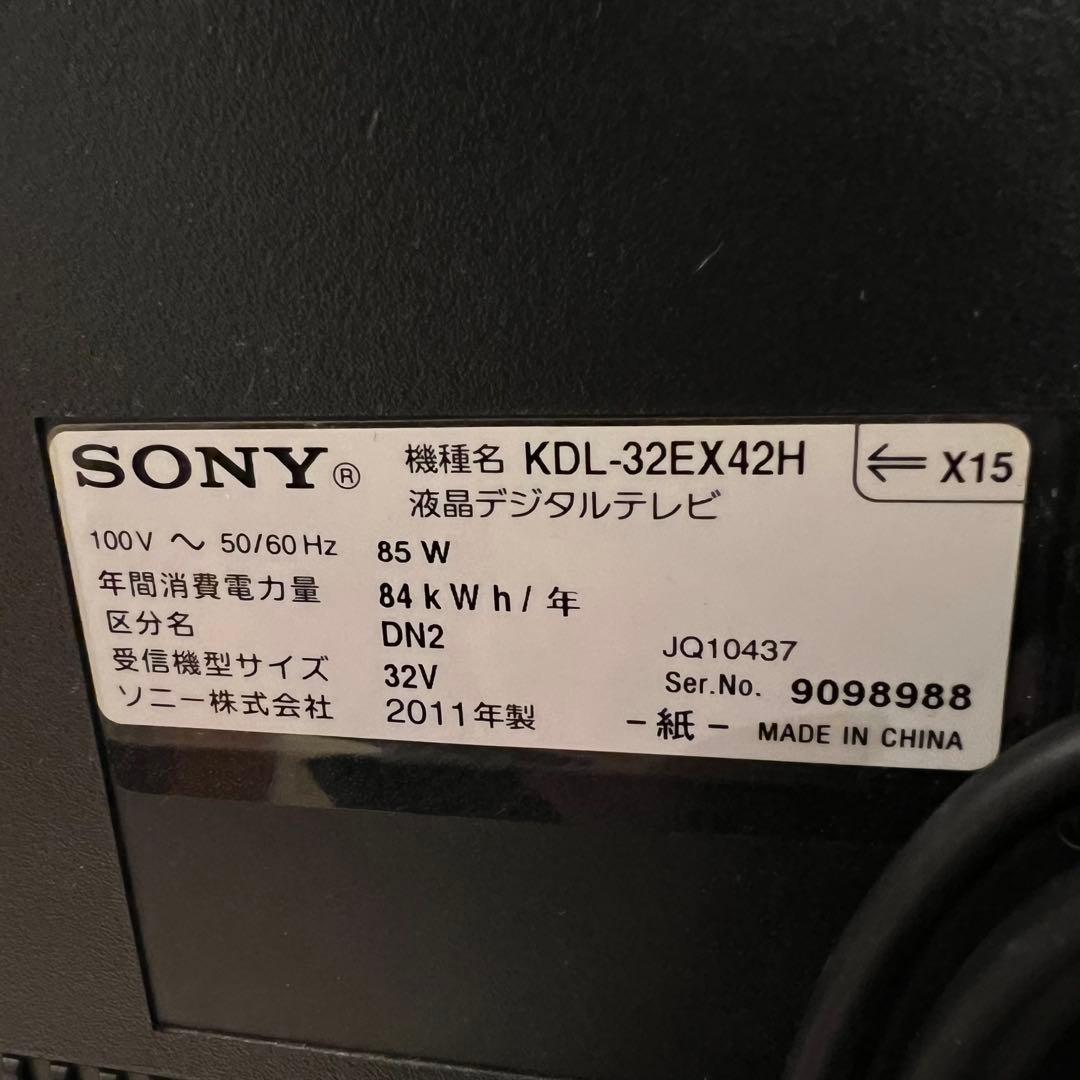 SONY® 機種名 KDL-32EX42H ⇐ X15
液晶デジタルテレビ
100V ～ 50/60Hz 85 W
年間消費電力量 84 kWh/年
区分名 DN2
受信機型サイズ 32V
ソニー株式会社 2011年製
JQ10437
Ser.No. 9098988
-紙- MADE IN CHINA